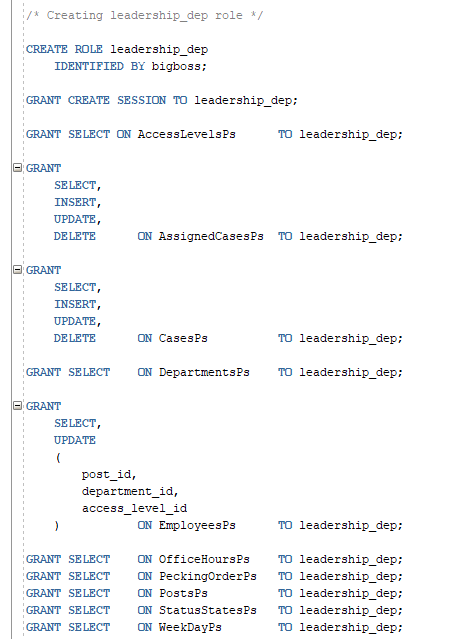 /* Creating leadership_dep role */
CREATE ROLE leadership_dep
IDENTIFIED BY bigboss;
GRANT CREATE SESSION TO leadership_dep;
GRANT SELECT ON AccessLevelsPs TO leadership_dep;
GRANT
SELECT,
INSERT,
UPDATE,
DELETE ON AssignedCasesPs TO leadership_dep;
GRANT
SELECT,
INSERT,
UPDATE,
DELETE ON CasesPs TO leadership_dep;
GRANT SELECT ON DepartmentsPs TO leadership_dep;
GRANT
SELECT,
UPDATE
(
post_id,
department_id,
access_level_id
) ON EmployeesPs TO leadership_dep;
GRANT SELECT ON OfficeHoursPs TO leadership_dep;
GRANT SELECT ON PeckingOrderPs TO leadership_dep;
GRANT SELECT ON PostsPs TO leadership_dep;
GRANT SELECT ON StatusStatesPs TO leadership_dep;
GRANT SELECT ON WeekDayPs TO leadership_dep;